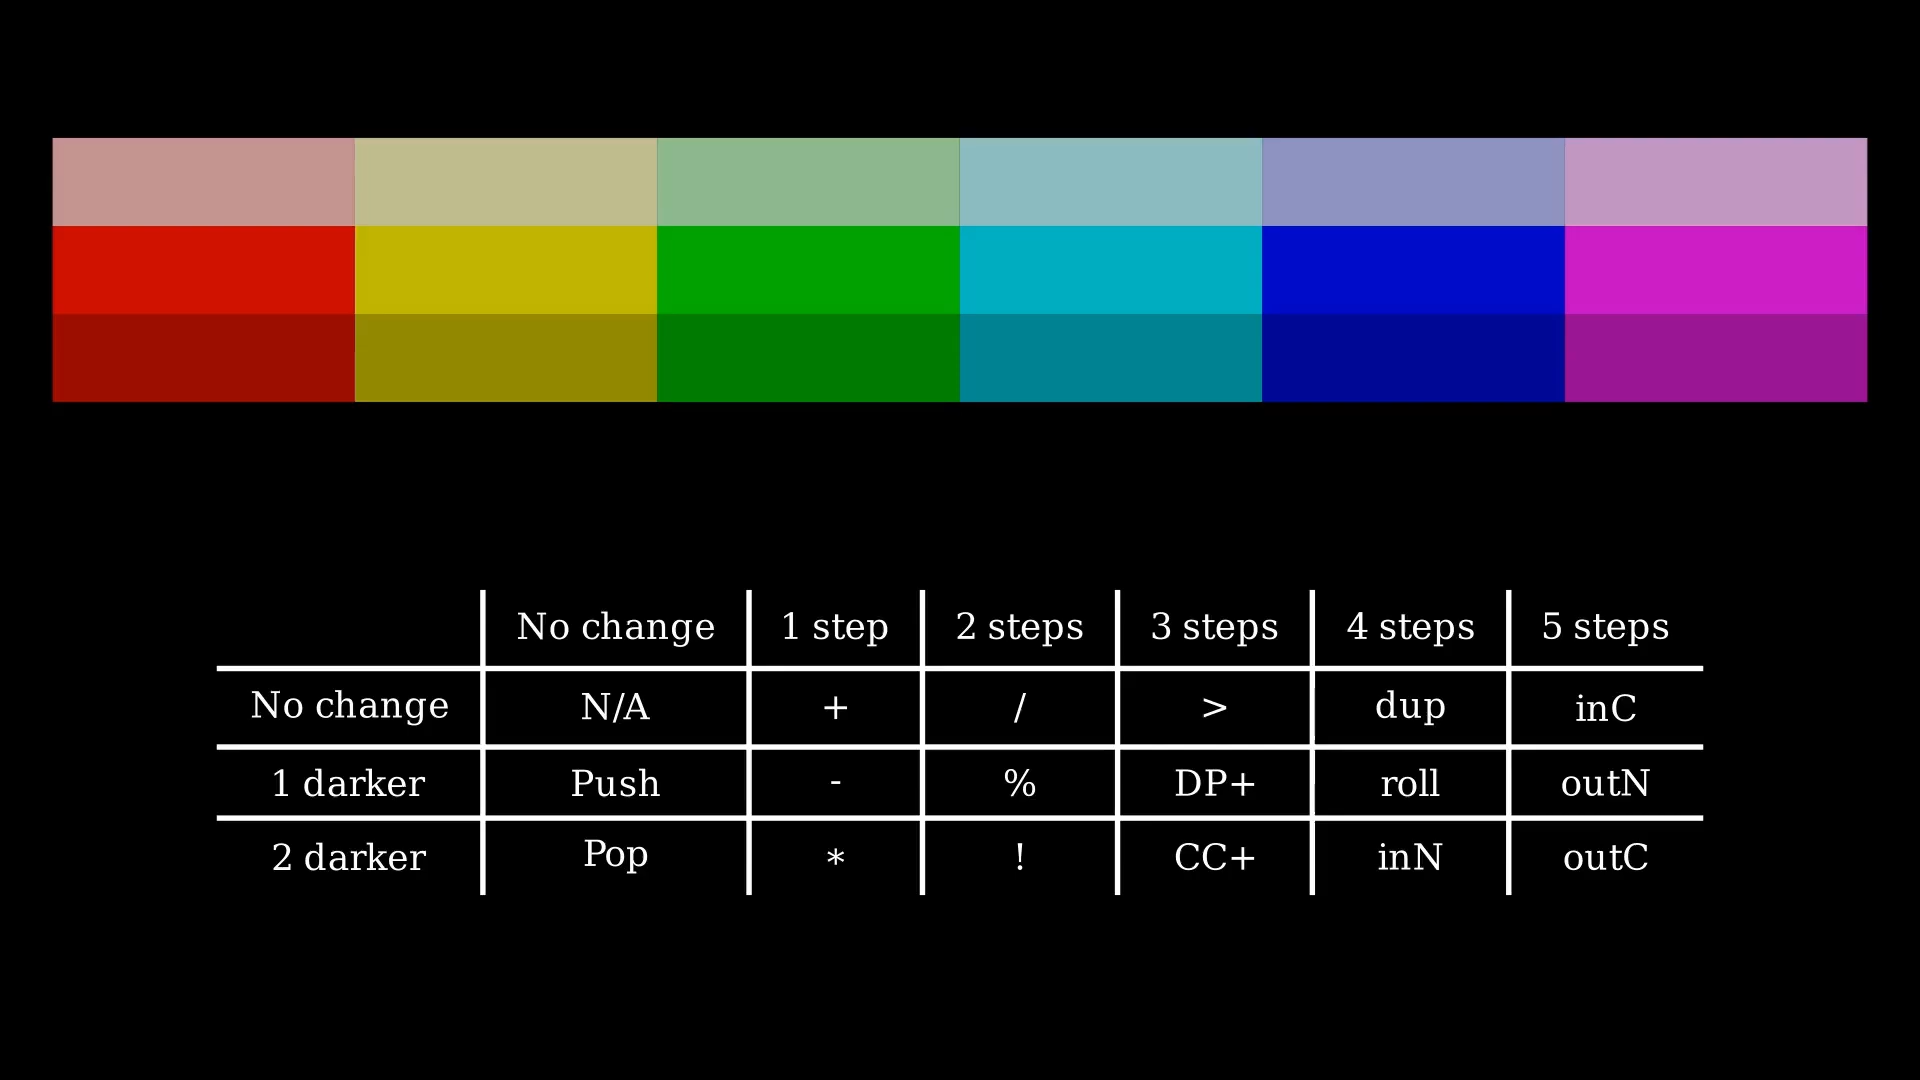 No change 1 step 2 steps 3 steps 4 steps 5 steps
No change N/A + / > dup inC
1 darker Push - % DP+ roll outN
2 darker Pop * ! CC+ inN outC